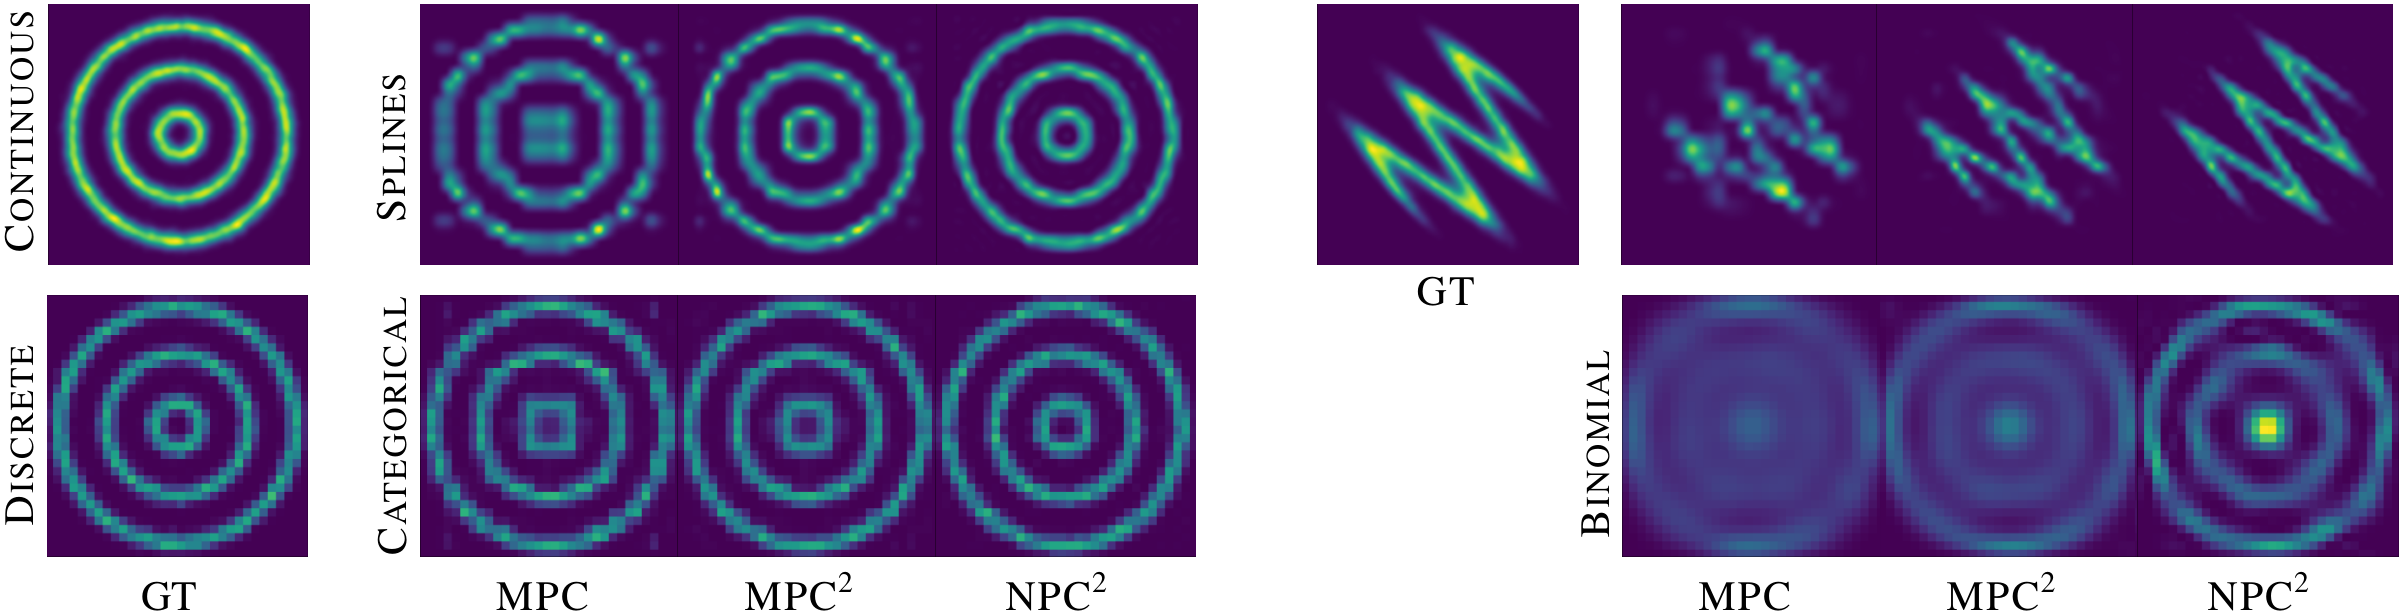 CONTINUOUS
SPLINES
GT
DISCRETE
CATEGORICAL
BINOMIAL
GT
MPC
MPC²
NPC²
MPC
MPC²
NPC²